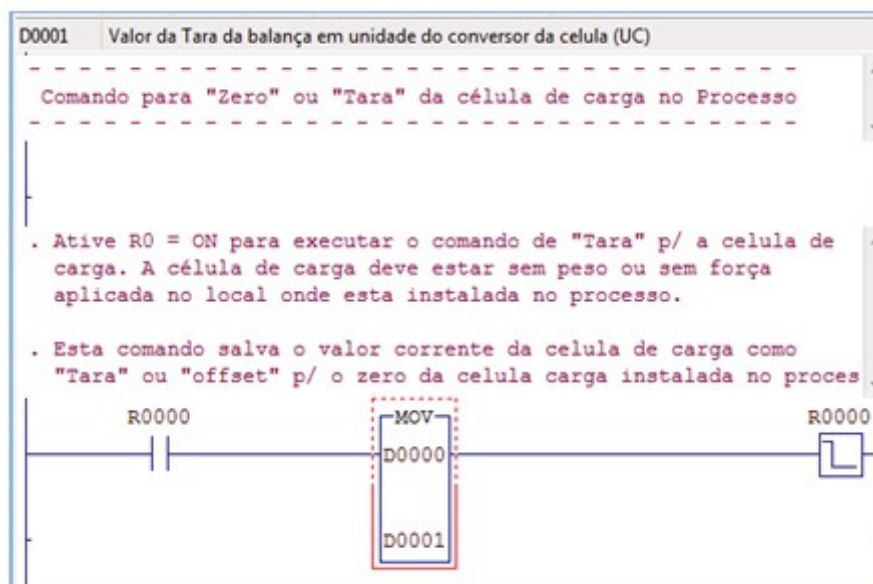 D0001 Valor da Tara da balança em unidade do conversor da celula (UC)
- - - - - - - - - - - - - - - - - - - - - - - - - - - - - - -
Comando para "Zero" ou "Tara" da célula de carga no Processo
- - - - - - - - - - - - - - - - - - - - - - - - - - - - - - -
. Ative R0 = ON para executar o comando de "Tara" p/ a celula de
carga. A célula de carga deve estar sem peso ou sem força
aplicada no local onde esta instalada no processo.
. Esta comando salva o valor corrente da celula de carga como
"Tara" ou "offset" p/ o zero da celula carga instalada no proces
R0000 MOV R0000
D0000
D0001